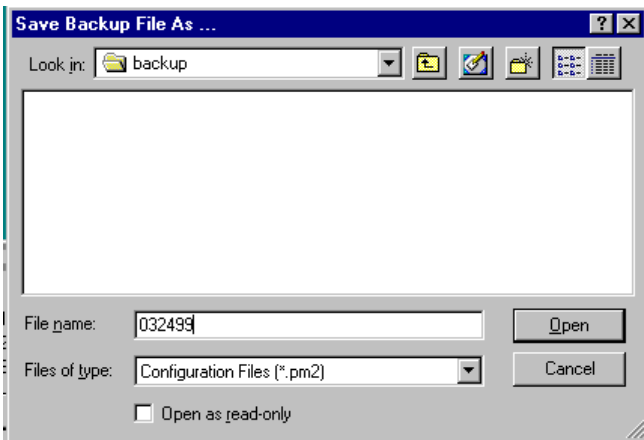 Save Backup File As ...
Look in: backup
File name: 032499
Open
Files of type: Configuration Files (*.pm2)
Cancel
Open as read-only